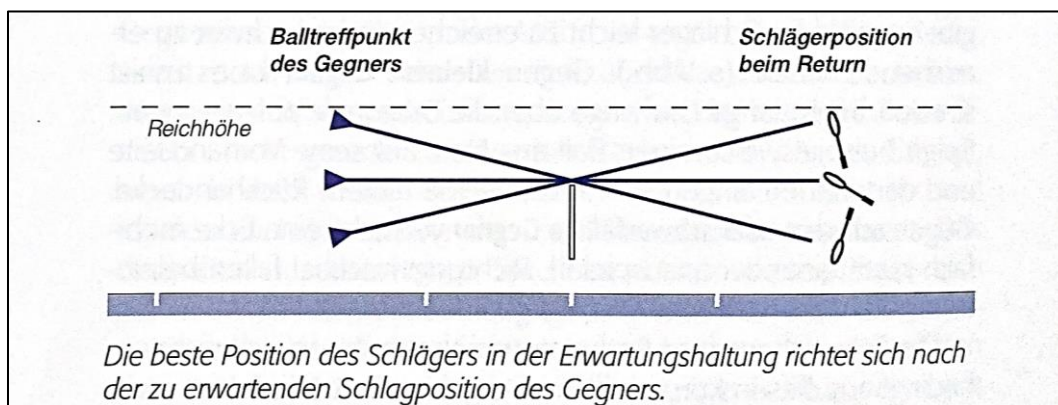 Balltreffpunkt
des Gegners
Schlägerposition
beim Return
Reichhöhe
Die beste Position des Schlägers in der Erwartungshaltung richtet sich nach
der zu erwartenden Schlagposition des Gegners.